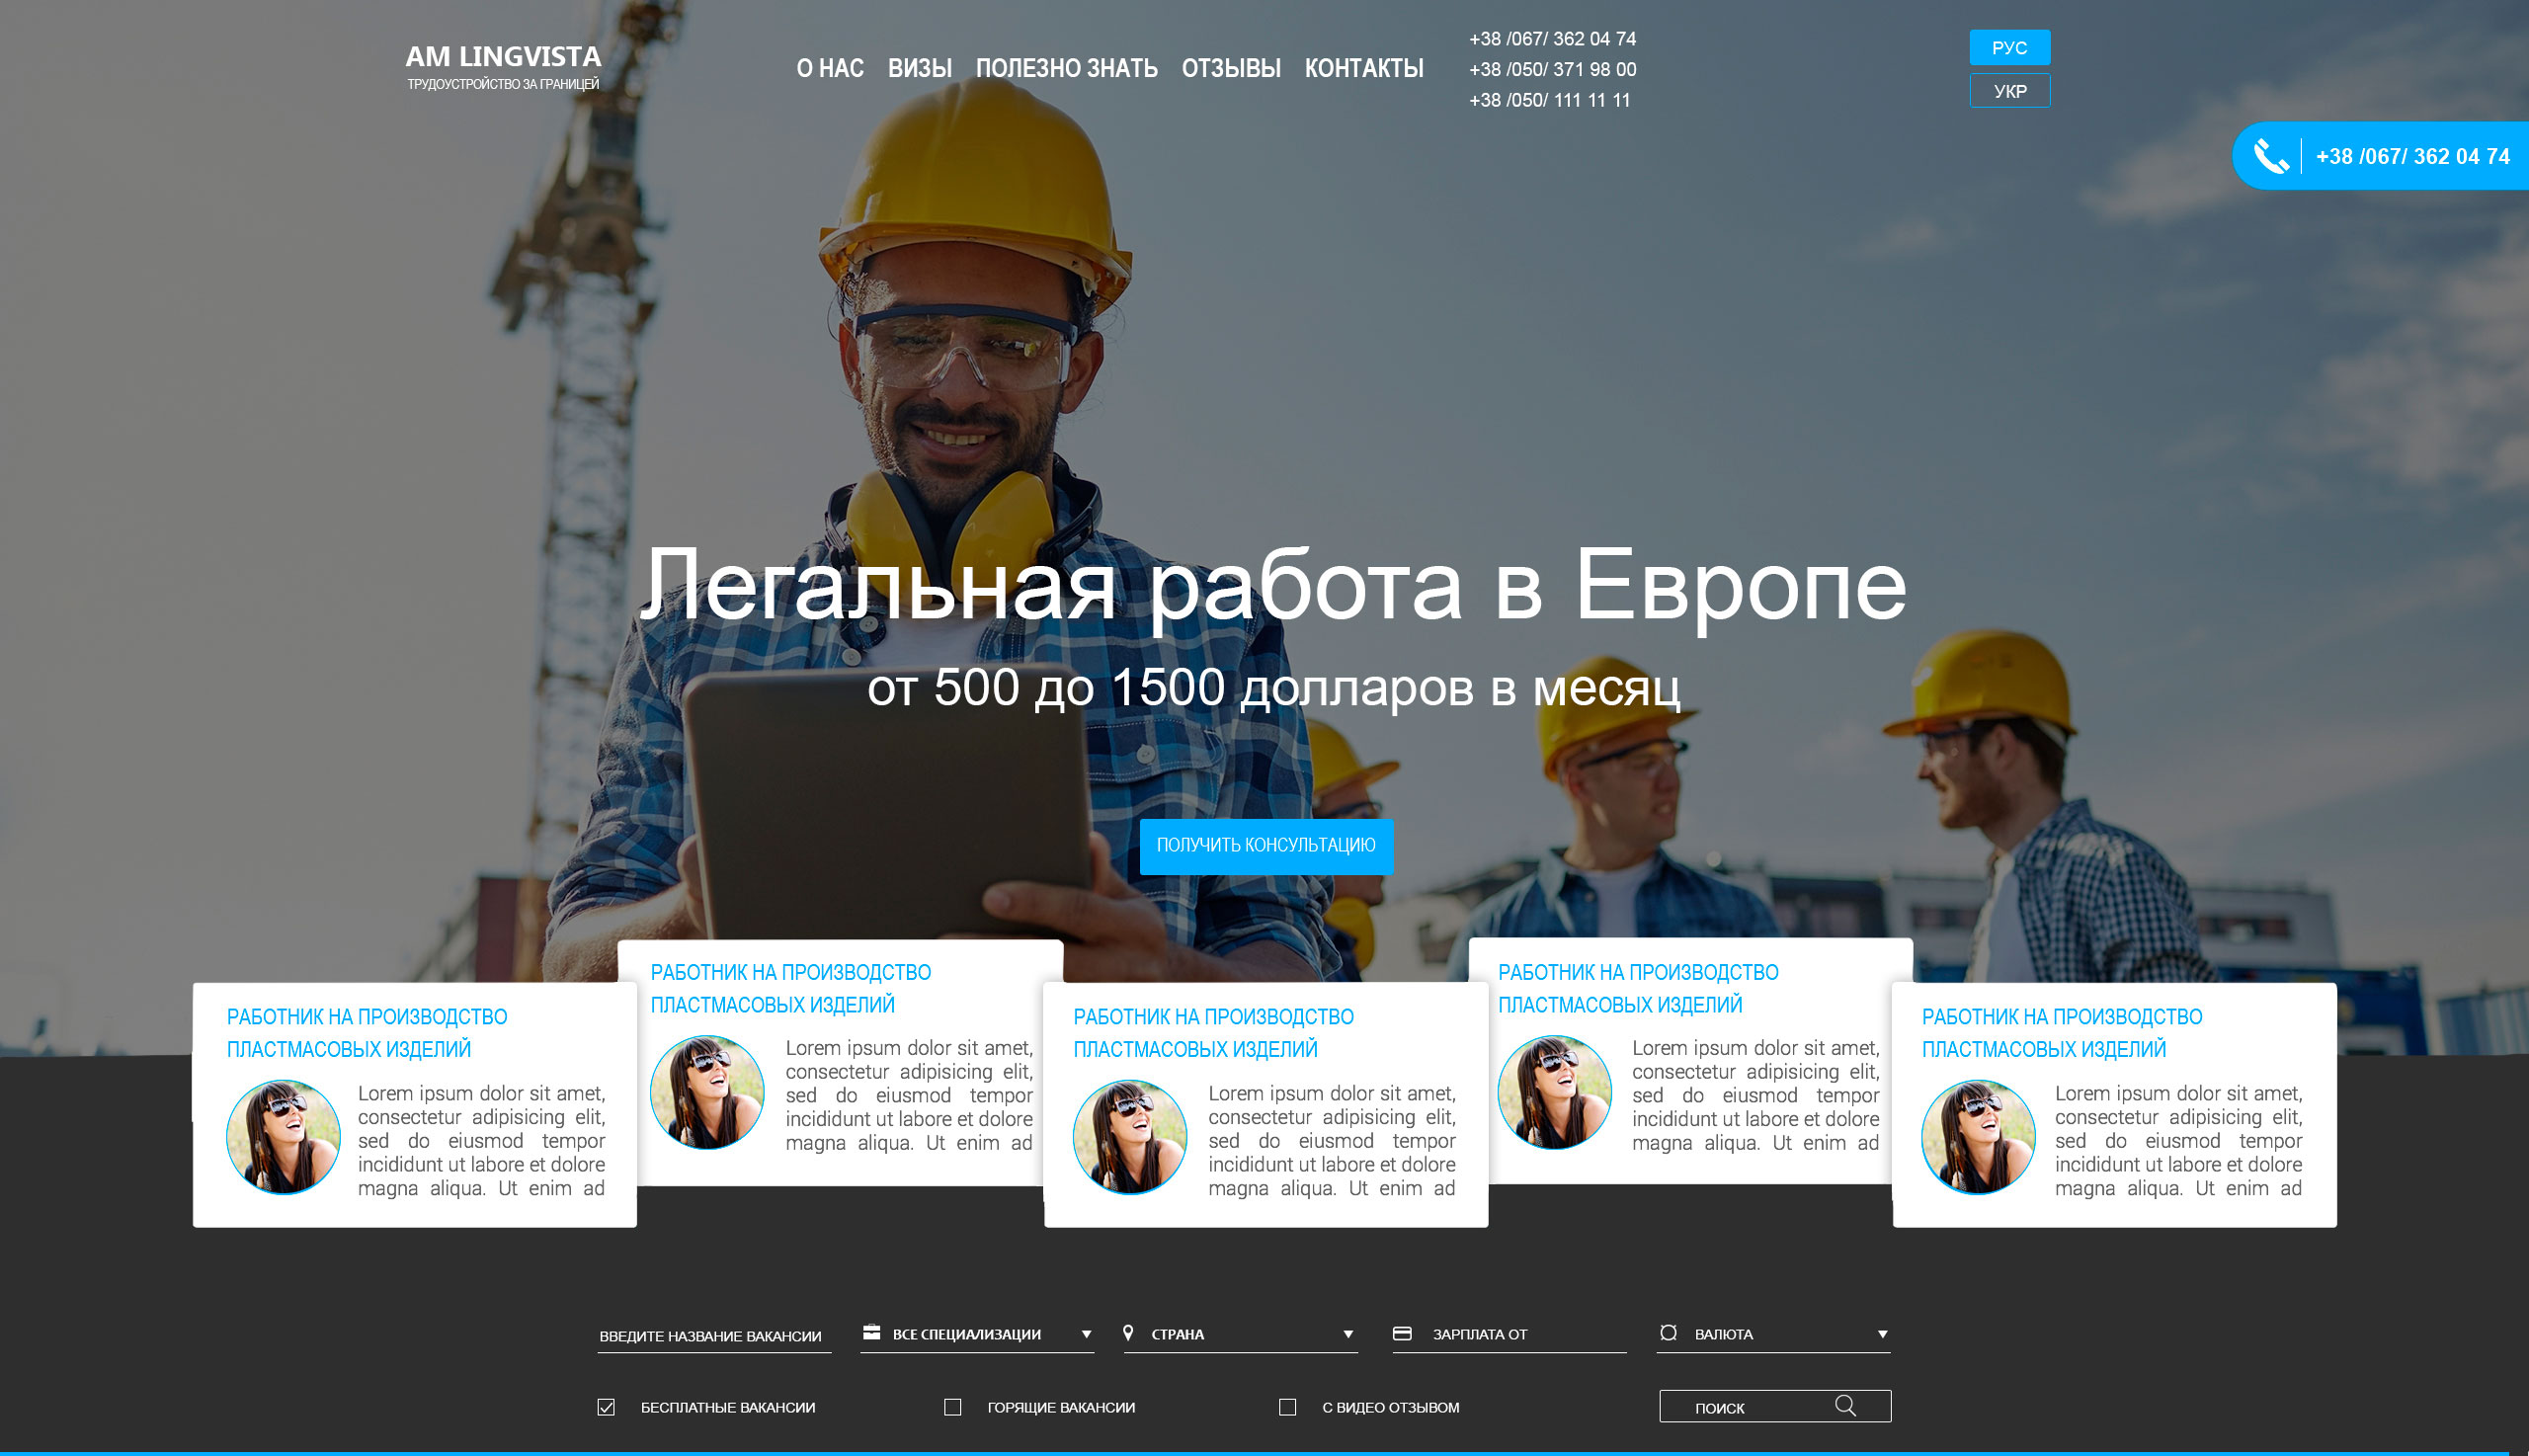 AM LINGVISTA
ТРУДОУСТРОЙСТВО ЗА ГРАНИЦЕЙ
О НАС ВИЗЫ ПОЛЕЗНО ЗНАТЬ ОТЗЫВЫ КОНТАКТЫ
+38 /067/ 362 04 74
+38 /050/ 371 98 00
+38 /050/ 111 11 11
РУС
УКР
+38 /067/ 362 04 74
Легальная работа в Европе
от 500 до 1500 долларов в месяц
ПОЛУЧИТЬ КОНСУЛЬТАЦИЮ
РАБОТНИК НА ПРОИЗВОДСТВО
ПЛАСТМАСОВЫХ ИЗДЕЛИЙ
Lorem ipsum dolor sit amet,
consectetur adipisicing elit,
sed do eiusmod tempor
incididunt ut labore et dolore
magna aliqua. Ut enim ad
РАБОТНИК НА ПРОИЗВОДСТВО
ПЛАСТМАСОВЫХ ИЗДЕЛИЙ
Lorem ipsum dolor sit amet,
consectetur adipisicing elit,
sed do eiusmod tempor
incididunt ut labore et dolore
magna aliqua. Ut enim ad
РАБОТНИК НА ПРОИЗВОДСТВО
ПЛАСТМАСОВЫХ ИЗДЕЛИЙ
Lorem ipsum dolor sit amet,
consectetur adipisicing elit,
sed do eiusmod tempor
incididunt ut labore et dolore
magna aliqua. Ut enim ad
РАБОТНИК НА ПРОИЗВОДСТВО
ПЛАСТМАСОВЫХ ИЗДЕЛИЙ
Lorem ipsum dolor sit amet,
consectetur adipisicing elit,
sed do eiusmod tempor
incididunt ut labore et dolore
magna aliqua. Ut enim ad
РАБОТНИК НА ПРОИЗВОДСТВО
ПЛАСТМАСОВЫХ ИЗДЕЛИЙ
Lorem ipsum dolor sit amet,
consectetur adipisicing elit,
sed do eiusmod tempor
incididunt ut labore et dolore
magna aliqua. Ut enim ad
ВВЕДИТЕ НАЗВАНИЕ ВАКАНСИИ
ВСЕ СПЕЦИАЛИЗАЦИИ
СТРАНА
ЗАРПЛАТА ОТ
ВАЛЮТА
БЕСПЛАТНЫЕ ВАКАНСИИ
ГОРЯЩИЕ ВАКАНСИИ
С ВИДЕО ОТЗЫВОМ
ПОИСК